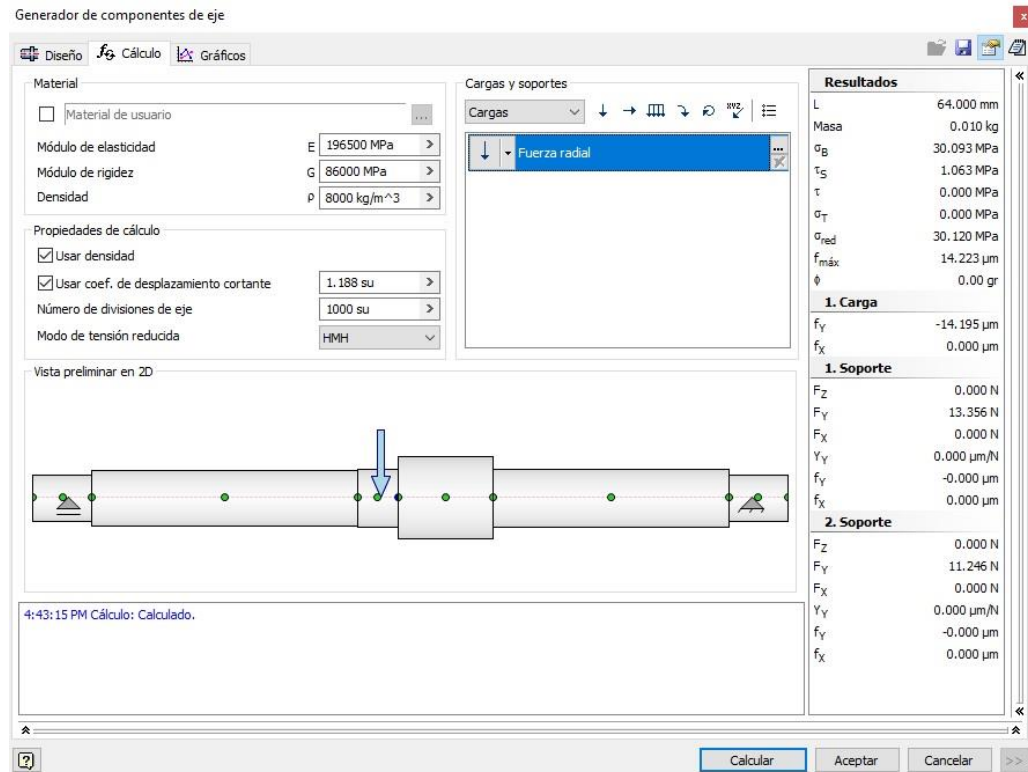 Generador de componentes de eje
x
Diseño
Cálculo
Gráficos
Material
Material de usuario
...
Módulo de elasticidad E 196500 MPa >
Módulo de rigidez G 86000 MPa >
Densidad ρ 8000 kg/m^3 >
Propiedades de cálculo
Usar densidad
Usar coef. de desplazamiento cortante 1.188 su >
Número de divisiones de eje 1000 su >
Modo de tensión reducida HMH
Cargas y soportes
Cargas
xyz
Fuerza radial
...
Vista preliminar en 2D
4:43:15 PM Cálculo: Calculado.
Resultados
L 64.000 mm
Masa 0.010 kg
σB 30.093 MPa
τS 1.063 MPa
τ 0.000 MPa
σT 0.000 MPa
σred 30.120 MPa
fmáx 14.223 µm
ϕ 0.00 gr
1. Carga
fY -14.195 µm
fX 0.000 µm
1. Soporte
FZ 0.000 N
FY 13.356 N
FX 0.000 N
YY 0.000 µm/N
fY -0.000 µm
fX 0.000 µm
2. Soporte
FZ 0.000 N
FY 11.246 N
FX 0.000 N
YY 0.000 µm/N
fY -0.000 µm
fX 0.000 µm
?
Calcular
Aceptar
Cancelar
>>